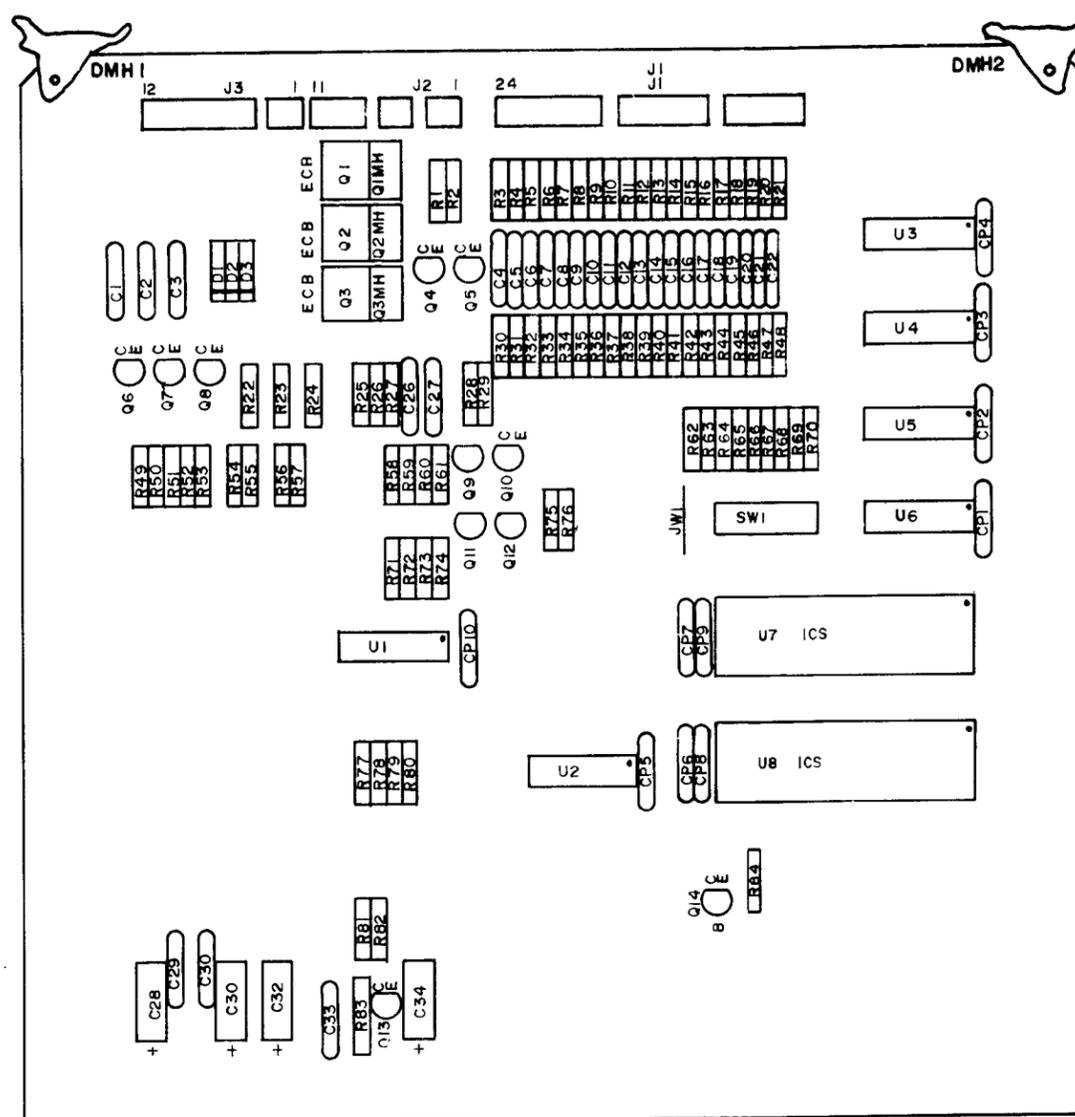 DMH1
DMH2
12 J3 1 11 J2 1 24 J1
J1
ECB Q1 Q1MH
R1 R2
R3 R4 R5 R6 R7 R8 R9 R10 R11 R12 R13 R14 R15 R16 R17 R18 R19 R20 R21
ECB Q2 Q2MH
U3 CP4
C1 C2 C3
D1 D2 D3
ECB Q3 Q3MH
C E Q4
C E Q5
C4 C5 C6 C7 C8 C9 C10 C11 C12 C13 C14 C15 C16 C17 C18 C19 C20 C21 C22
U4 CP3
R30 R31 R32 R33 R34 R35 R36 R37 R38 R39 R40 R41 R42 R43 R44 R45 R46 R47 R48
C E Q6
C E Q7
C E Q8
R22 R23 R24
R25 R26 R27 C26 C27
R28 R29
R62 R63 R64 R65 R66 R67 R68 R69 R70
U5 CP2
R49 R50 R51 R52 R53
R54 R55
R56 R57
R58 R59 R60 R61
C E Q9
C E Q10
Q11
Q12
R75 R76
JW1
SW1
U6 CP1
R71 R72 R73 R74
U1 CP10
CP7 CP9
U7 ICS
R77 R78 R79 R80
U2 CP5
CP6 CP8
U8 ICS
Q14 C E B
R84
R81 R82
C28 C29 C30 C30 C32
C33 R83 Q13 C E C34
+ + + +